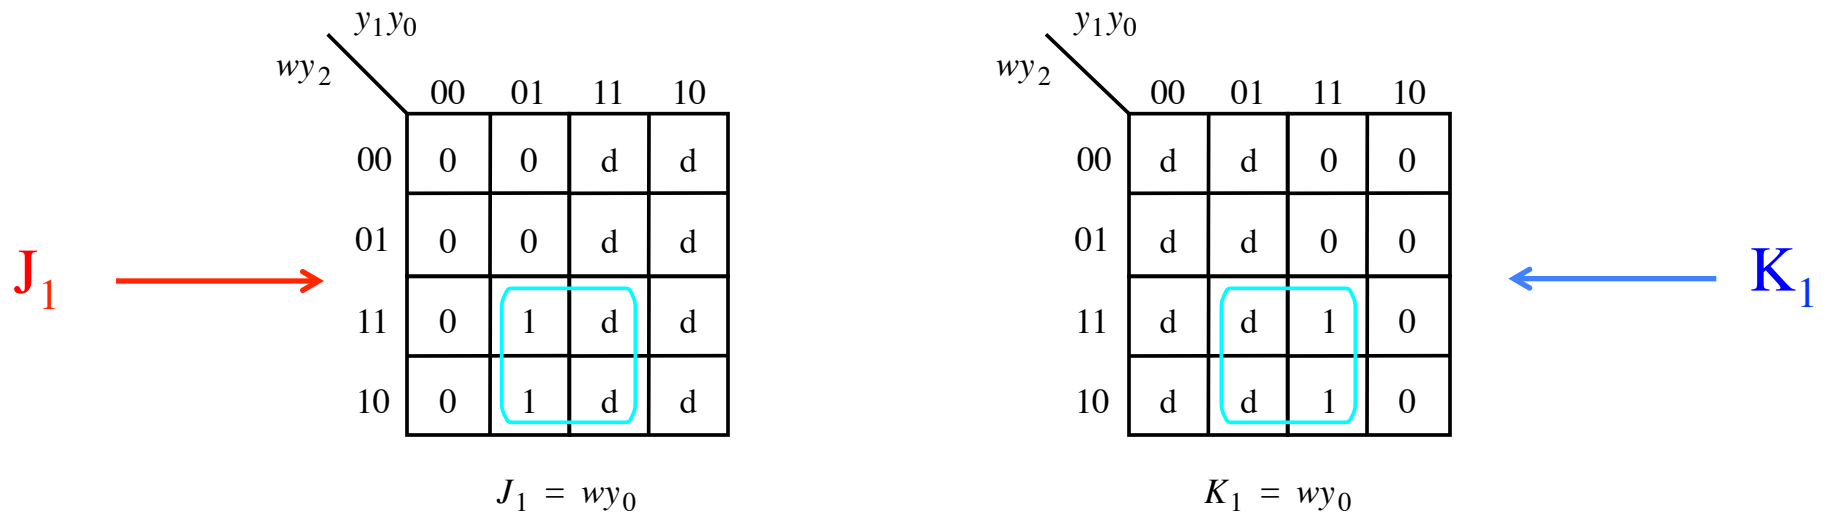 y₁y₀
wy₂
00 01 11 10
00 0 0 d d
01 0 0 d d
11 0 1 d d
10 0 1 d d
J₁ = wy₀
J₁
y₁y₀
wy₂
00 01 11 10
00 d d 0 0
01 d d 0 0
11 d d 1 0
10 d d 1 0
K₁ = wy₀
K₁